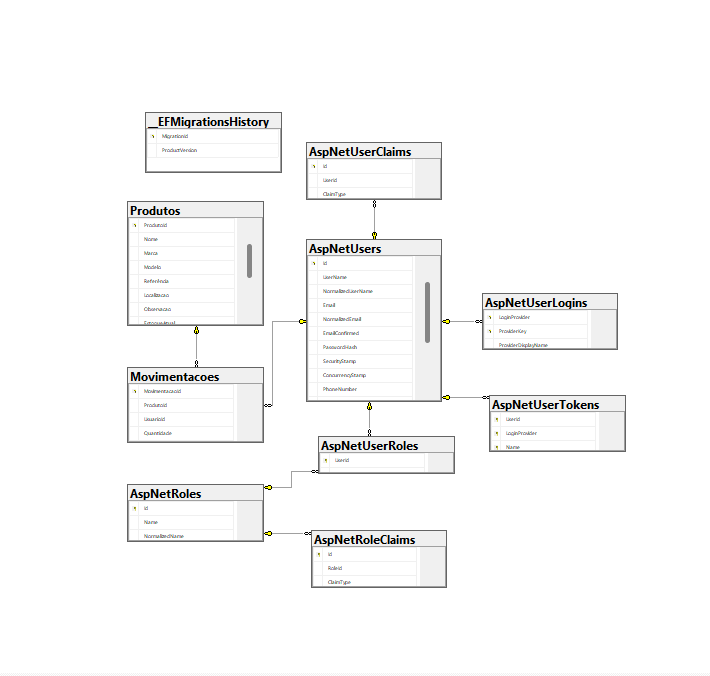 __EFMigrationsHistory
MigrationId
ProductVersion
AspNetUserClaims
Id
UserId
ClaimType
Produtos
ProdutoId
Nome
Marca
Modelo
Referência
Localizacao
Observacao
EstoqueAtual
AspNetUsers
Id
UserName
NormalizedUserName
Email
NormalizedEmail
EmailConfirmed
PasswordHash
SecurityStamp
ConcurrencyStamp
PhoneNumber
AspNetUserLogins
LoginProvider
ProviderKey
ProviderDisplayName
Movimentacoes
MovimentacaoId
ProdutoId
UsuarioId
Quantidade
AspNetUserTokens
UserId
LoginProvider
Name
AspNetUserRoles
UserId
AspNetRoles
Id
Name
NormalizedName
AspNetRoleClaims
Id
RoleId
ClaimType